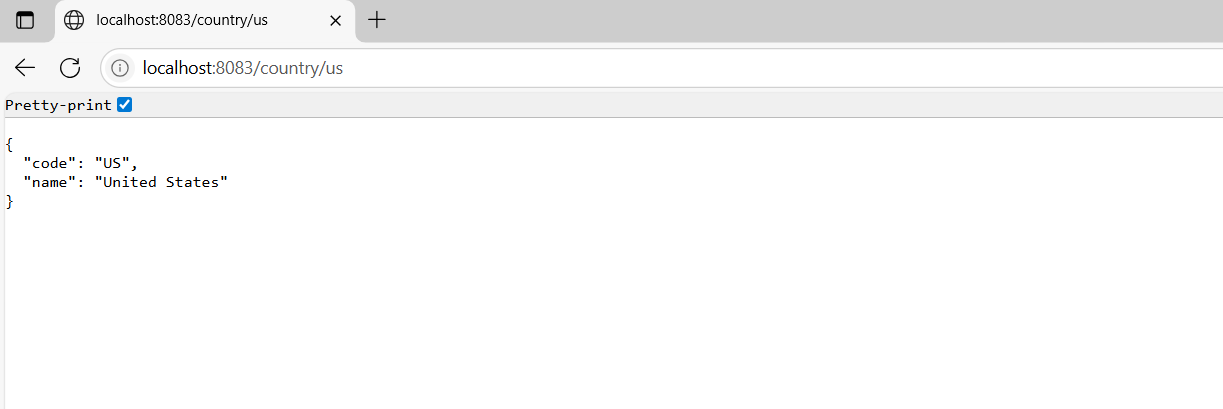 localhost:8083/country/us
localhost:8083/country/us
Pretty-print
{
  "code": "US",
  "name": "United States"
}